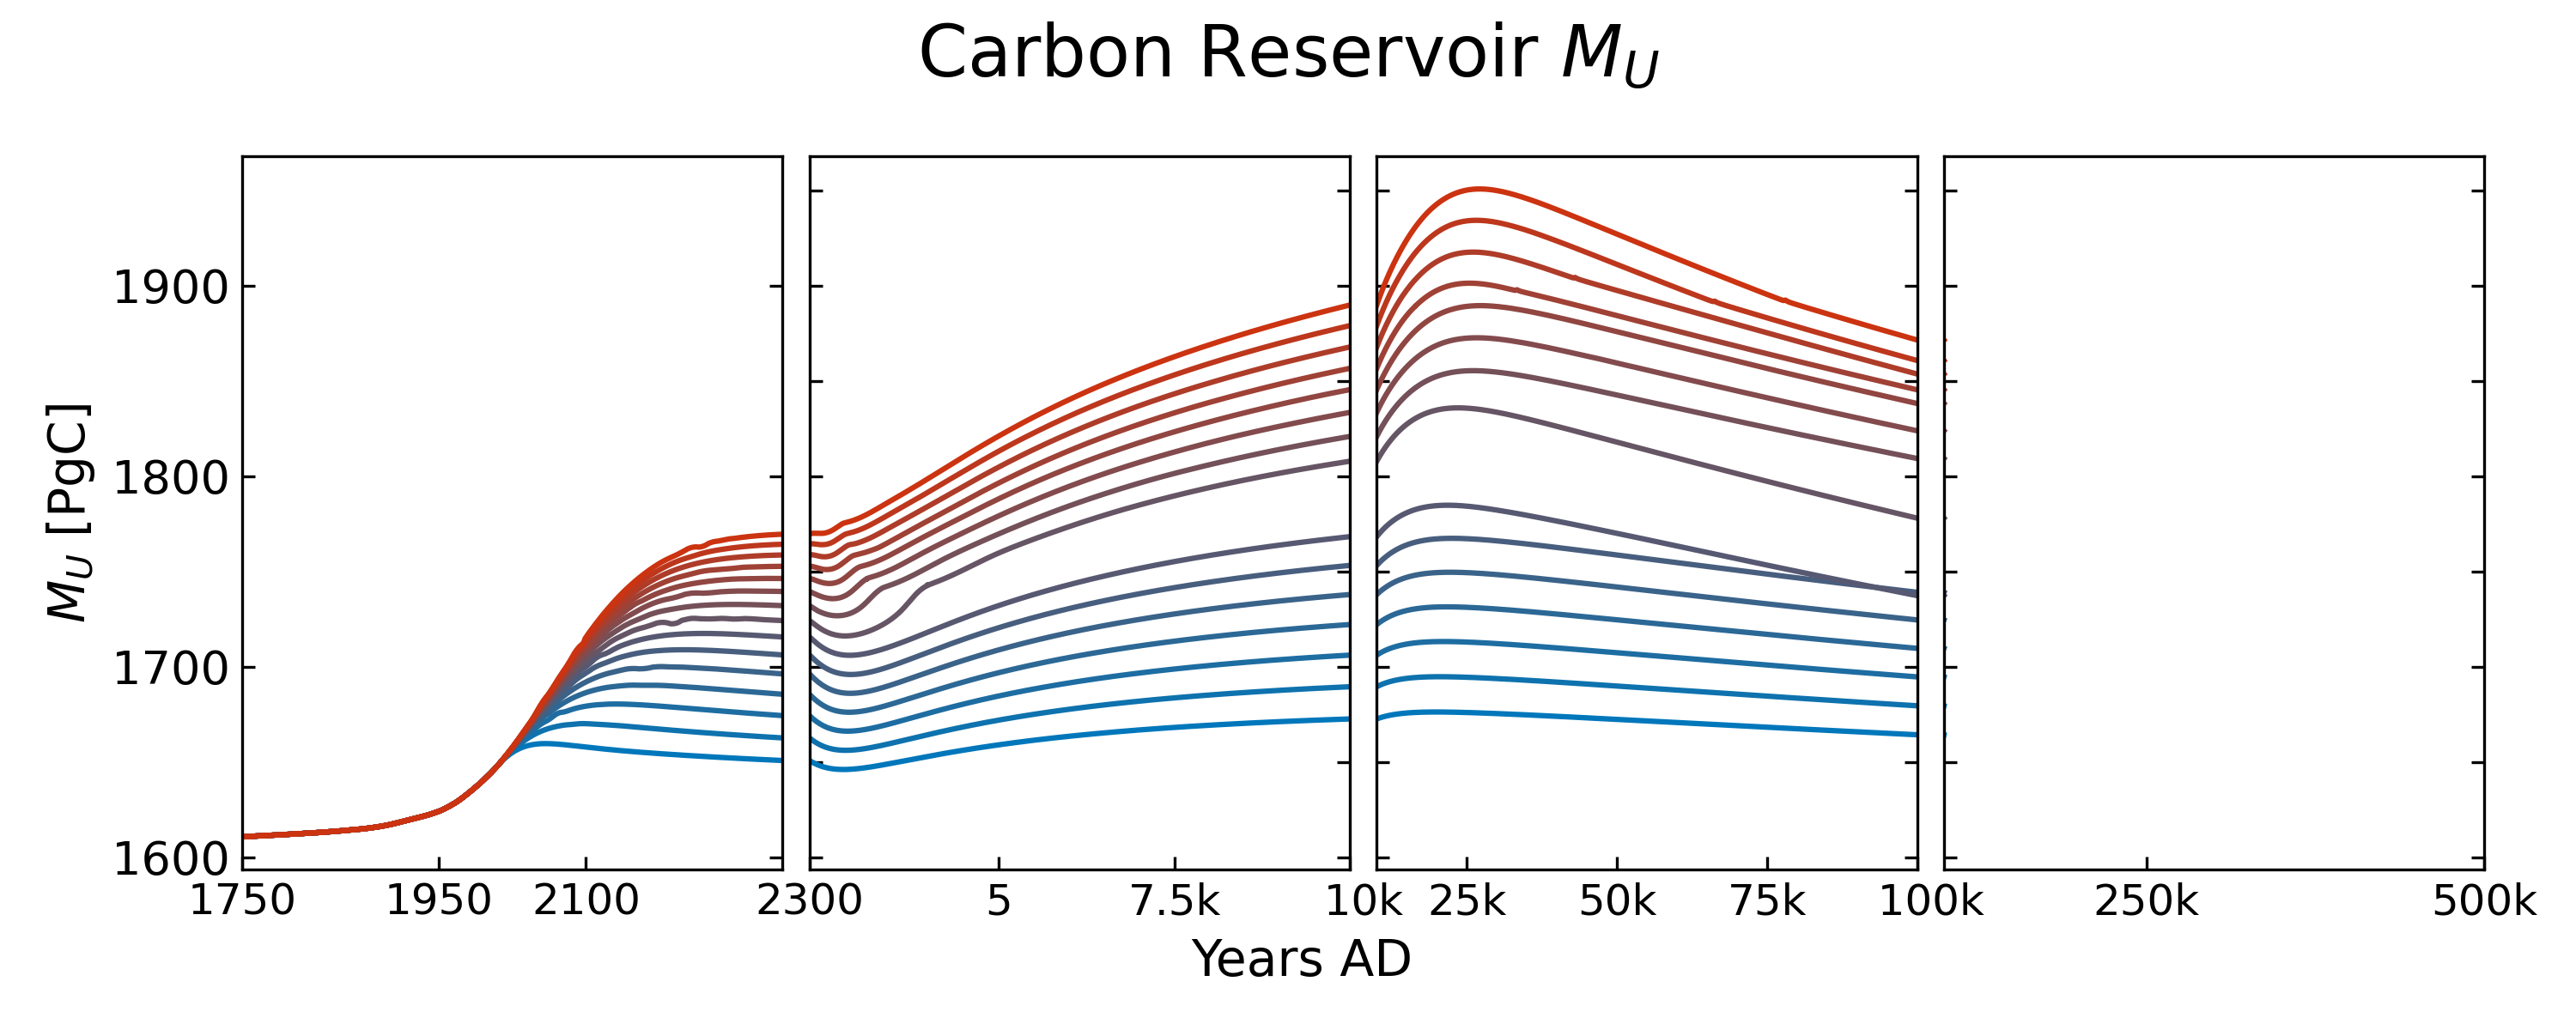 Carbon Reservoir M_U
M_U [PgC]
1900
1800
1700
1600
1750 1950 2100 2300 5 7.5k 10k 25k 50k 75k 100k 250k 500k
Years AD